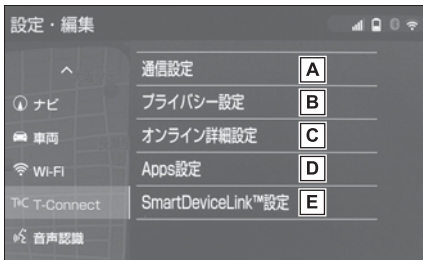 設定・編集
ナビ
車両
Wi-Fi
T-Connect
音声認識
通信設定 A
プライバシー設定 B
オンライン詳細設定 C
Apps設定 D
SmartDeviceLink™設定 E